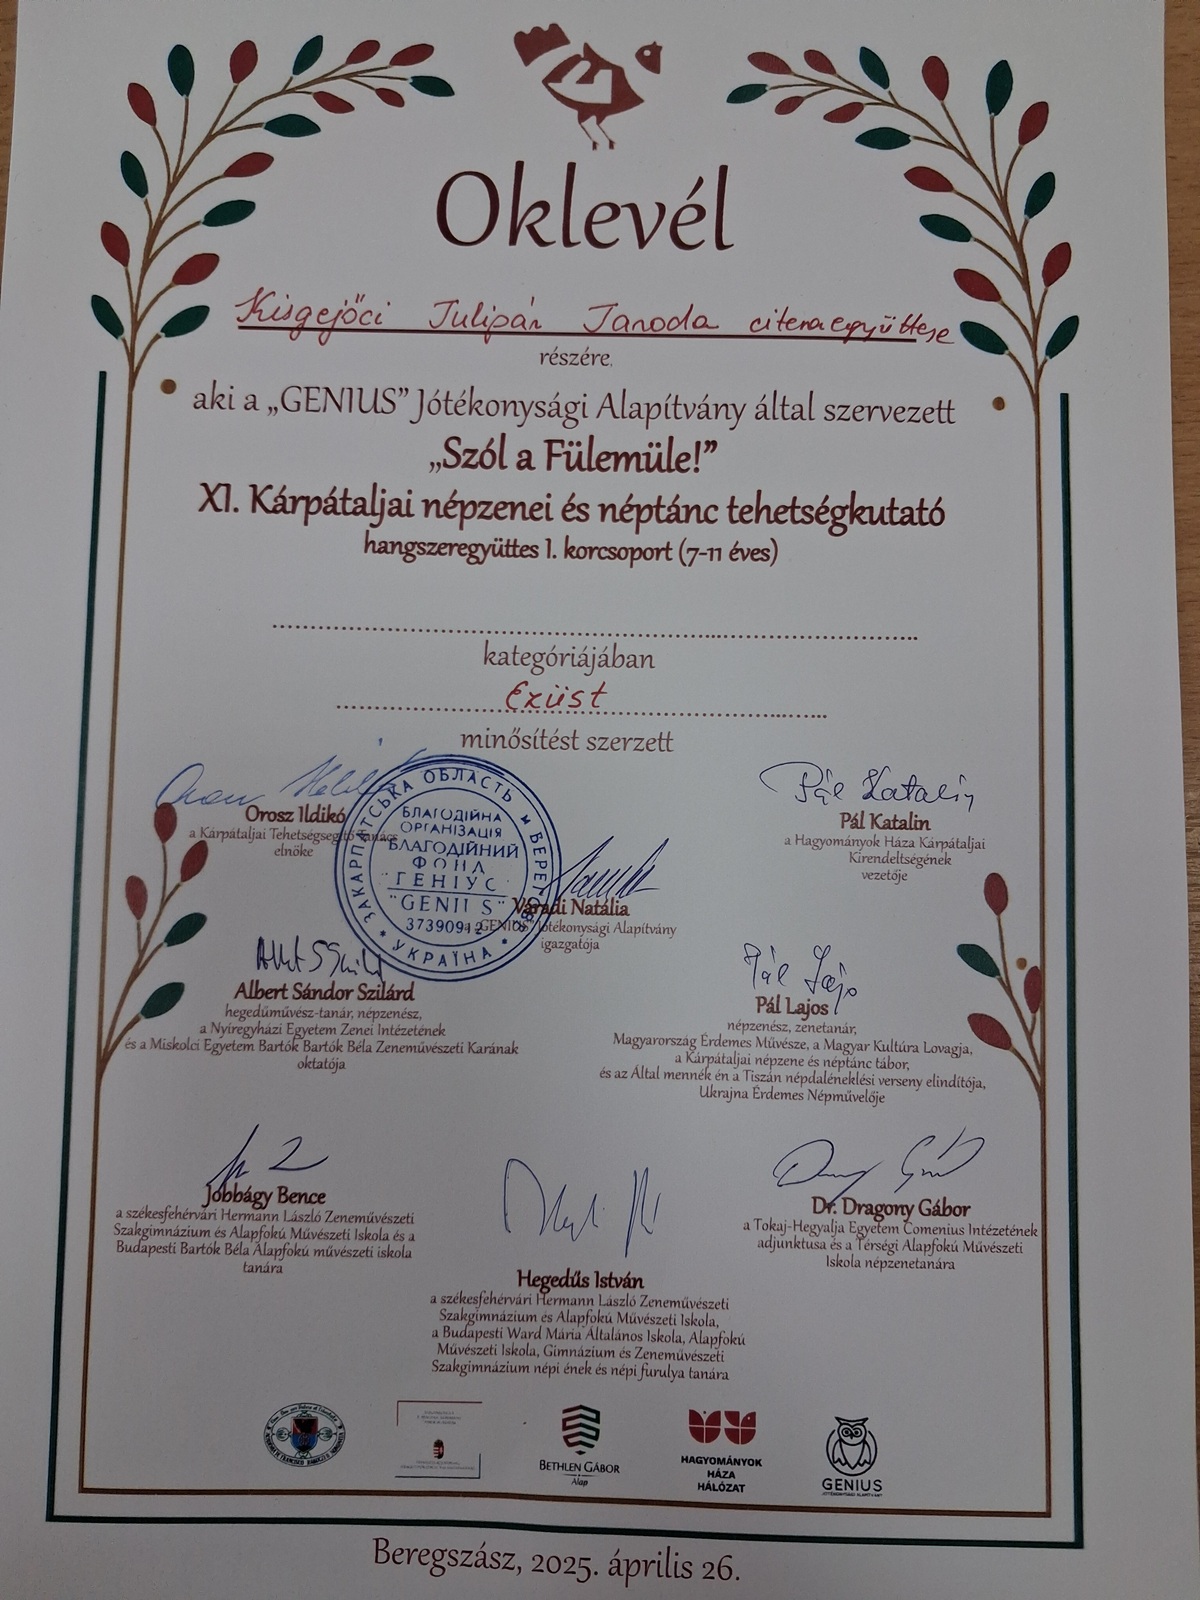 Oklevél
Kisgejőci Tulipán Tanoda citeraegyüttese
részére,
aki a „GENIUS” Jótékonysági Alapítvány által szervezett
„Szól a Fülemüle!”
XI. Kárpátaljai népzenei és néptánc tehetségkutató
hangszeregyüttes 1. korcsoport (7-11 éves)
kategóriájában
Ezüst
minősítést szerzett
Orosz Ildikó
a Kárpátaljai Tehetségsegítő Tanács
elnöke
Pál Katalin
Pál Katalin
a Hagyományok Háza Kárpátaljai
Kirendeltségének
vezetője
ЗАКАРПАТСЬКА ОБЛАСТЬ
УКРАЇНА
БЛАГОДІЙНА
ОРГАНІЗАЦІЯ
БЛАГОДІЙНИЙ
ФОНД
"ГЕНІУС
Váradi Natália
a „GENIUS” Jótékonysági Alapítvány
igazgatója
Albert Sándor Szilárd
hegedűművész-tanár, népzenész,
a Nyíregyházi Egyetem Zenei Intézetének
és a Miskolci Egyetem Bartók Bartók Béla Zeneművészeti Karának
oktatója
Pál Lajos
Pál Lajos
népzenész, zenetanár,
Magyarország Érdemes Művésze, a Magyar Kultúra Lovagja,
a Kárpátaljai népzene és néptánc tábor,
és az Által mennék én a Tiszán népdaléneklési verseny elindítója,
Ukrajna Érdemes Népművelője
Jobbágy Bence
a székesfehérvári Hermann László Zeneművészeti
Szakgimnázium és Alapfokú Művészeti Iskola és a
Budapesti Bartók Béla Alapfokú művészeti iskola
tanára
Dr. Dragony Gábor
a Tokaj-Hegyalja Egyetem Comenius Intézetének
adjunktusa és a Térségi Alapfokú Művészeti
Iskola népzenetanára
Hegedűs István
a székesfehérvári Hermann László Zeneművészeti
Szakgimnázium és Alapfokú Művészeti Iskola,
a Budapesti Ward Mária Általános Iskola, Alapfokú
Művészeti Iskola, Gimnázium és Zeneművészeti
Szakgimnázium népi ének és népi furulya tanára
BETHLEN GÁBOR
Alap
HAGYOMÁNYOK
HÁZA
HÁLÓZAT
GENIUS
JÓTÉKONYSÁGI ALAPÍTVÁNY
Beregszász, 2025. április 26.